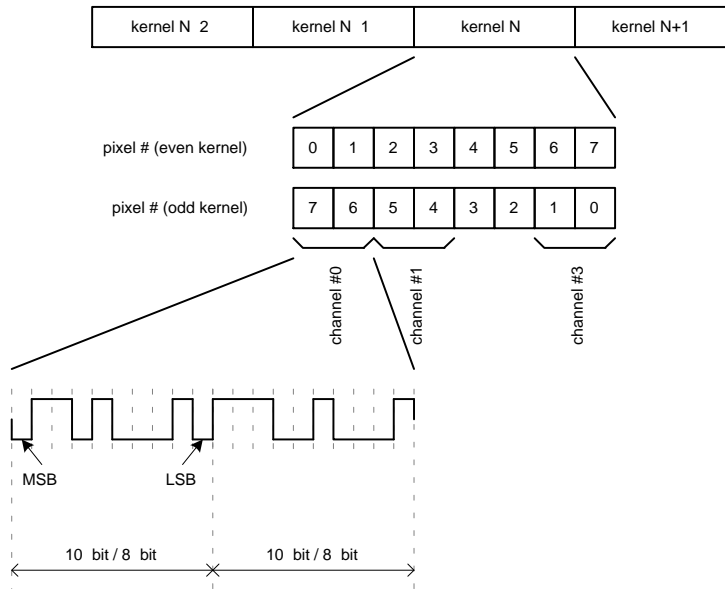 kernel N 2 kernel N 1 kernel N kernel N+1
pixel # (even kernel) 0 1 2 3 4 5 6 7
pixel # (odd kernel) 7 6 5 4 3 2 1 0
channel #0
channel #1
channel #3
MSB LSB
10 bit / 8 bit 10 bit / 8 bit